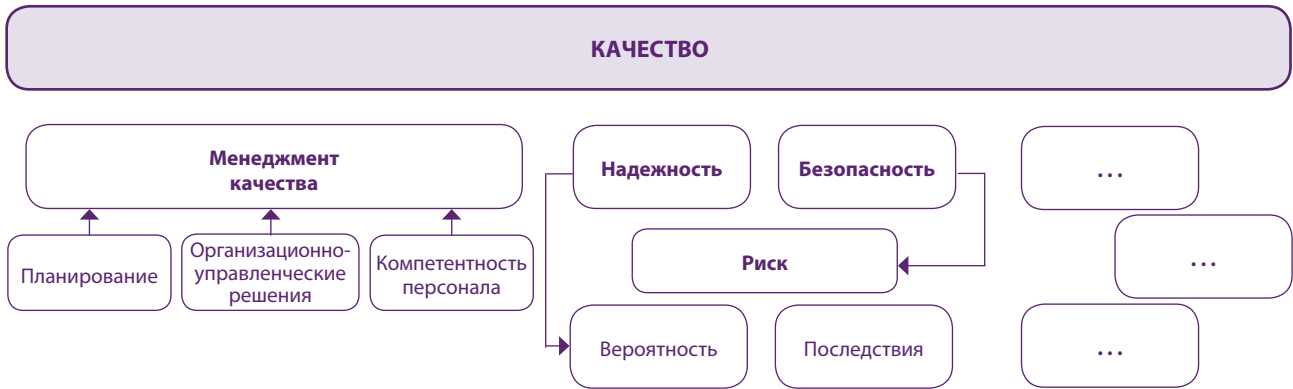 КАЧЕСТВО
Менеджмент
качества
Надежность
Безопасность
...
Планирование
Организационно-
управленческие
решения
Компетентность
персонала
Риск
...
Вероятность
Последствия
...